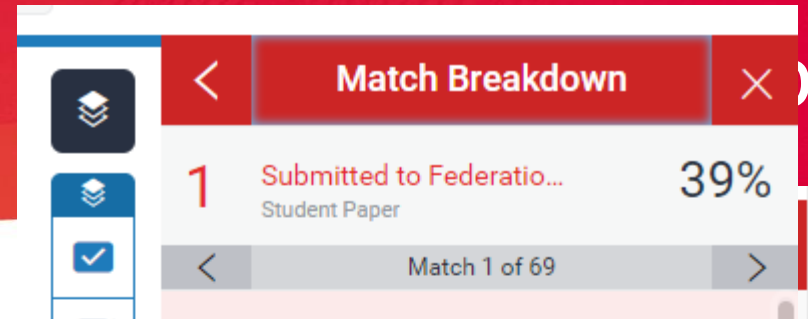 Match Breakdown
1 Submitted to Federatio... 39%
Student Paper
Match 1 of 69